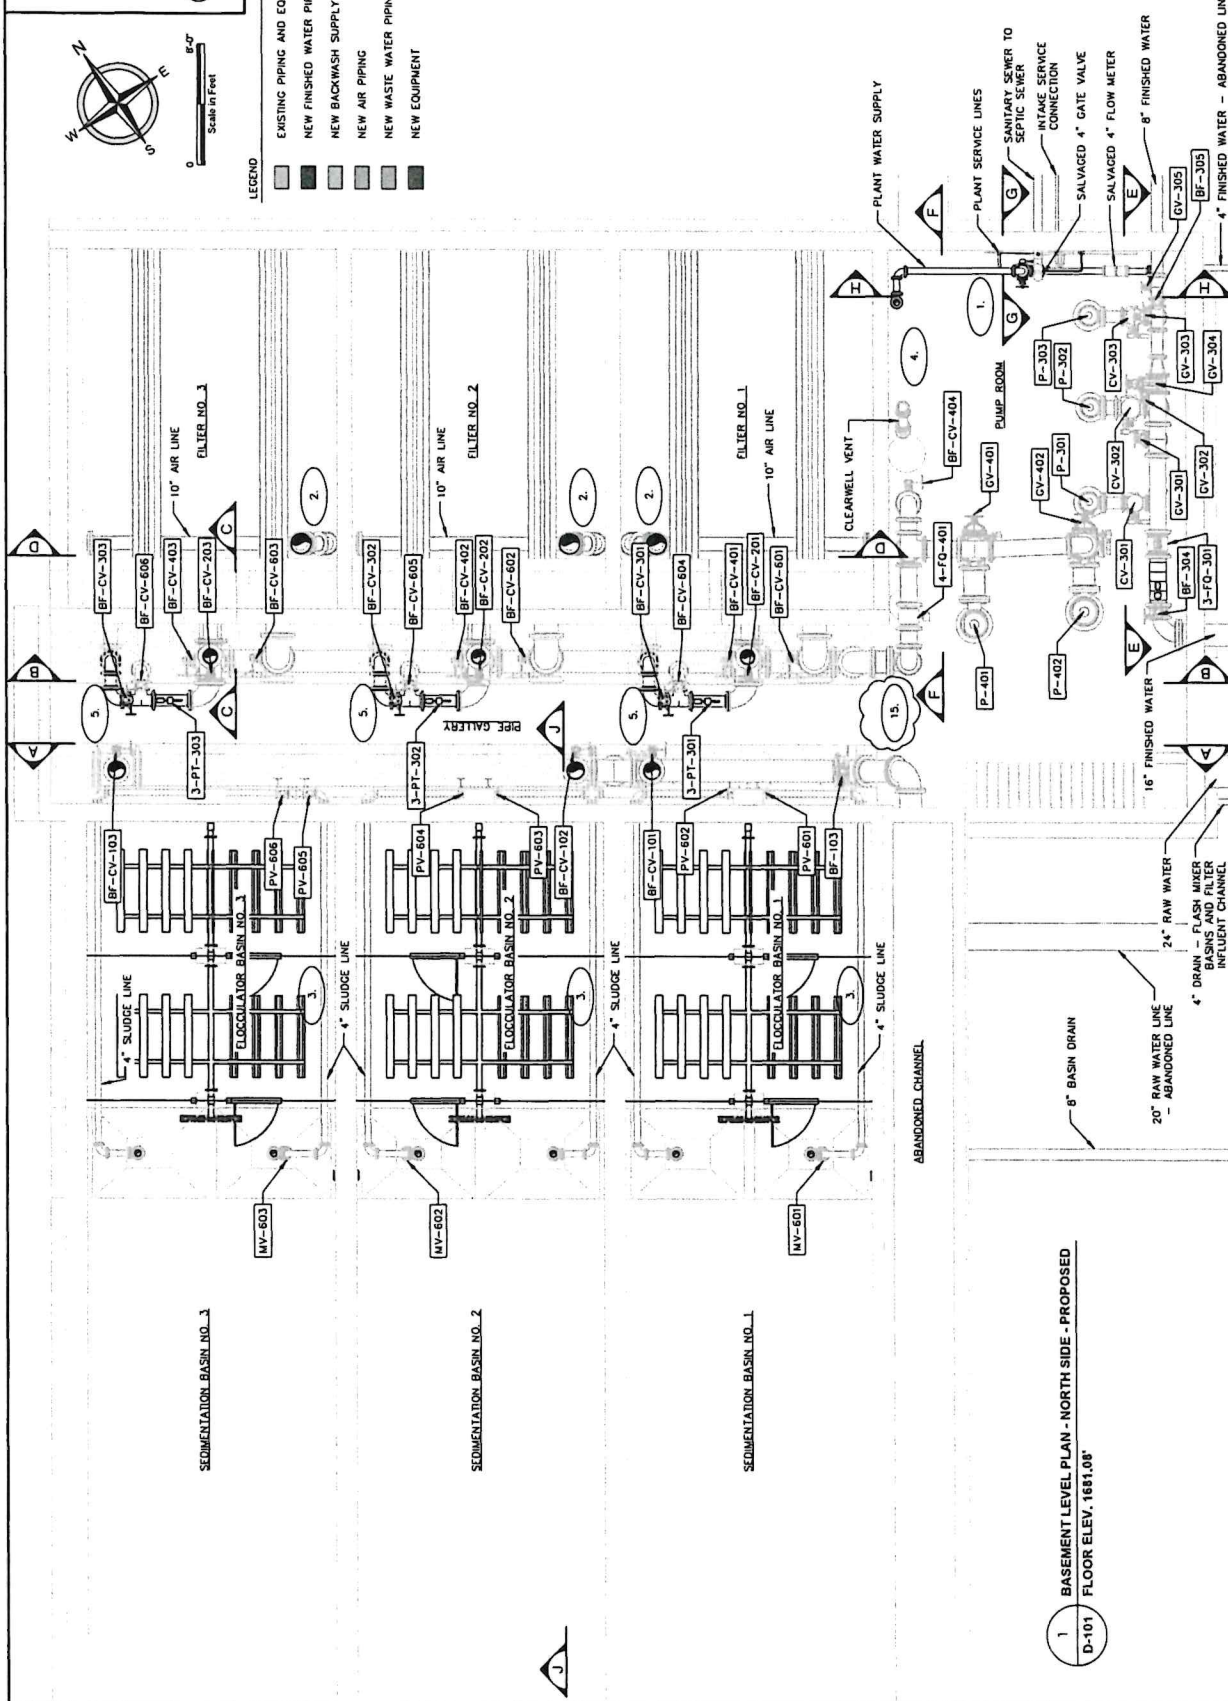 N
E
S
W
0
8'-0"
Scale in Feet
LEGEND
EXISTING PIPING AND EQ
NEW FINISHED WATER PI
NEW BACKWASH SUPPLY
NEW AIR PIPING
NEW WASTE WATER PIPIN
NEW EQUIPMENT
A
B
D
BF-CV-303
BF-CV-606
BF-CV-403
BF-CV-203
BF-CV-603
10" AIR LINE
FILTER NO 3
C
C
2.
5.
3-PT-303
BF-CV-103
PV-606
PV-605
4" SLUDGE LINE
FLOCCULATOR BASIN NO. 3
3.
MV-603
SEDIMENTATION BASIN NO. 3
BF-CV-302
BF-CV-605
BF-CV-402
BF-CV-202
BF-CV-602
10" AIR LINE
FILTER NO 2
2.
2.
5.
PIPE GALLERY
J
3-PT-302
PV-604
PV-603
BF-CV-102
4" SLUDGE LINE
FLOCCULATOR BASIN NO. 2
3.
4" SLUDGE LINE
MV-602
SEDIMENTATION BASIN NO. 2
BF-CV-301
BF-CV-604
BF-CV-401
BF-CV-201
BF-CV-601
10" AIR LINE
FILTER NO 1
5.
3-PT-301
BF-CV-101
PV-602
PV-601
BF-103
FLOCCULATOR BASIN NO. 1
3.
4" SLUDGE LINE
MV-601
SEDIMENTATION BASIN NO. 1
J
ABANDONED CHANNEL
CLEARWELL VENT
D
H
F
4.
PLANT WATER SUPPLY
BF-CV-404
4-FQ-401
15.
F
PLANT SERVICE LINES
1.
G
G
SANITARY SEWER TO
SEPTIC SEWER
INTAKE SERVICE
CONNECTION
SALVAGED 4" GATE VALVE
SALVAGED 4" FLOW METER
E
8" FINISHED WATER
PUMP ROOM
GV-401
P-401
GV-402
P-301
P-402
P-303
P-302
CV-303
CV-302
CV-301
GV-303
GV-304
GV-302
GV-301
GV-305
BF-305
H
3-FQ-301
BF-304
E
B
A
16" FINISHED WATER
4" FINISHED WATER - ABANDONED LIN
24" RAW WATER
4" DRAIN - FLASH MIXER
BASINS AND FILTER
INFLUENT CHANNEL
20" RAW WATER LINE
- ABANDONED LINE
8" BASIN DRAIN
1
D-101
BASEMENT LEVEL PLAN - NORTH SIDE - PROPOSED
FLOOR ELEV. 1681.08'